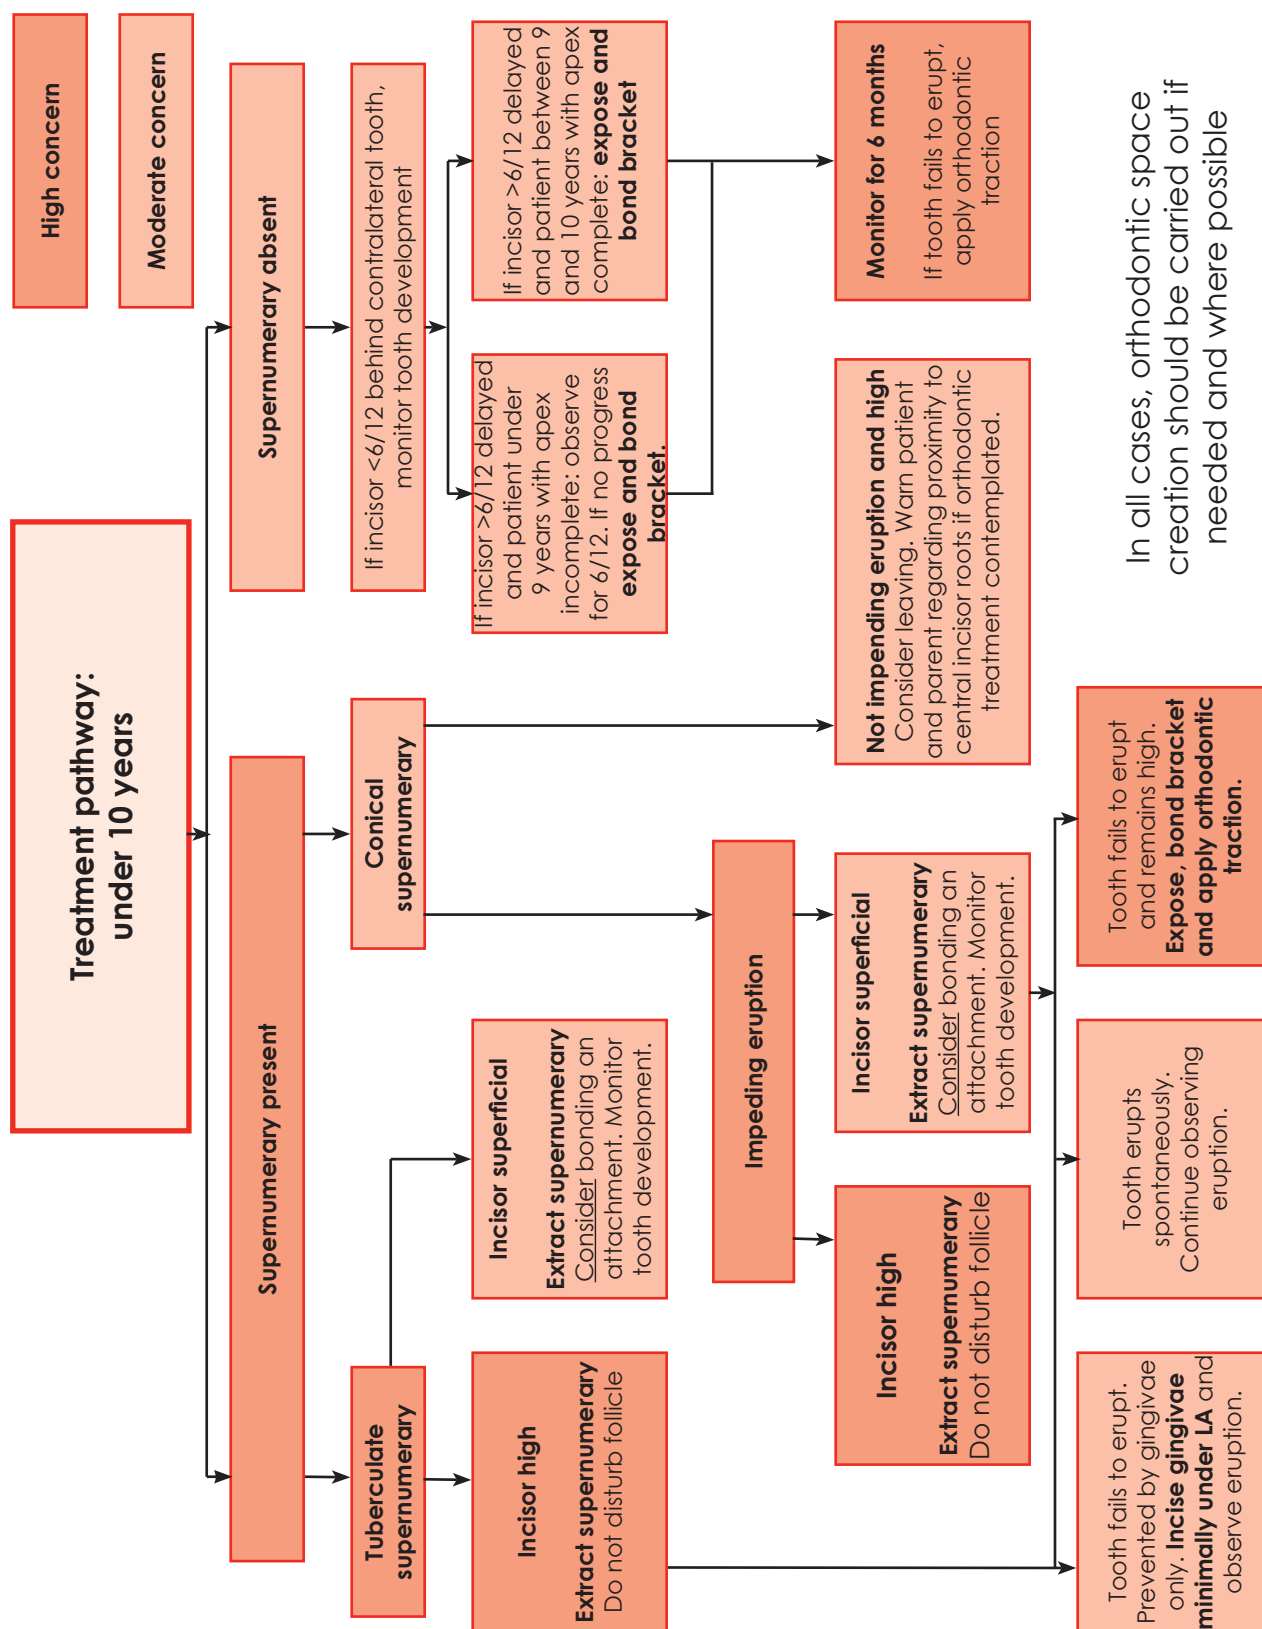 Treatment pathway:
under 10 years
High concern
Moderate concern
Supernumerary present
Supernumerary absent
Tuberculate
supernumerary
Conical
supernumerary
If incisor <6/12 behind contralateral tooth,
monitor tooth development
Incisor high
Extract supernumerary
Do not disturb follicle
Incisor superficial
Extract supernumerary
Consider bonding an
attachment. Monitor
tooth development.
If incisor >6/12 delayed
and patient under
9 years with apex
incomplete: observe
for 6/12. If no progress
expose and bond
bracket.
If incisor >6/12 delayed
and patient between 9
and 10 years with apex
complete: expose and
bond bracket
Impeding eruption
Incisor high
Extract supernumerary
Do not disturb follicle
Incisor superficial
Extract supernumerary
Consider bonding an
attachment. Monitor
tooth development.
Not impending eruption and high
Consider leaving. Warn patient
and parent regarding proximity to
central incisor roots if orthodontic
treatment contemplated.
Monitor for 6 months
If tooth fails to erupt,
apply orthodontic
traction
Tooth fails to erupt.
Prevented by gingivae
only. Incise gingivae
minimally under LA and
observe eruption.
Tooth erupts
spontaneously.
Continue observing
eruption.
Tooth fails to erupt
and remains high.
Expose, bond bracket
and apply orthodontic
traction.
In all cases, orthodontic space
creation should be carried out if
needed and where possible